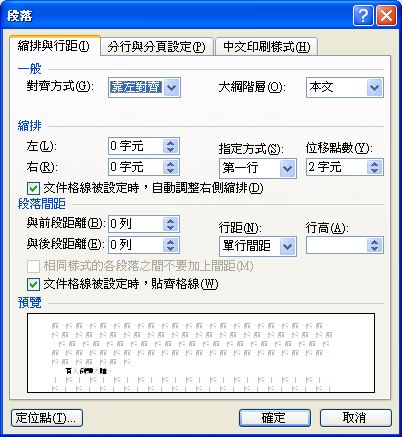 段落
縮排與行距(I)
分行與分頁設定(P)
中文印刷樣式(H)
一般
對齊方式(G):
靠左對齊
大綱階層(O):
本文
縮排
左(L):
0 字元
右(R):
0 字元
指定方式(S):
第一行
位移點數(Y):
2 字元
文件格線被設定時，自動調整右側縮排(D)
段落間距
與前段距離(B):
0 列
與後段距離(E):
0 列
行距(N):
單行間距
行高(A):
相同樣式的各段落之間不要加上間距(M)
文件格線被設定時，貼齊格線(W)
預覽
定位點(T)...
確定
取消